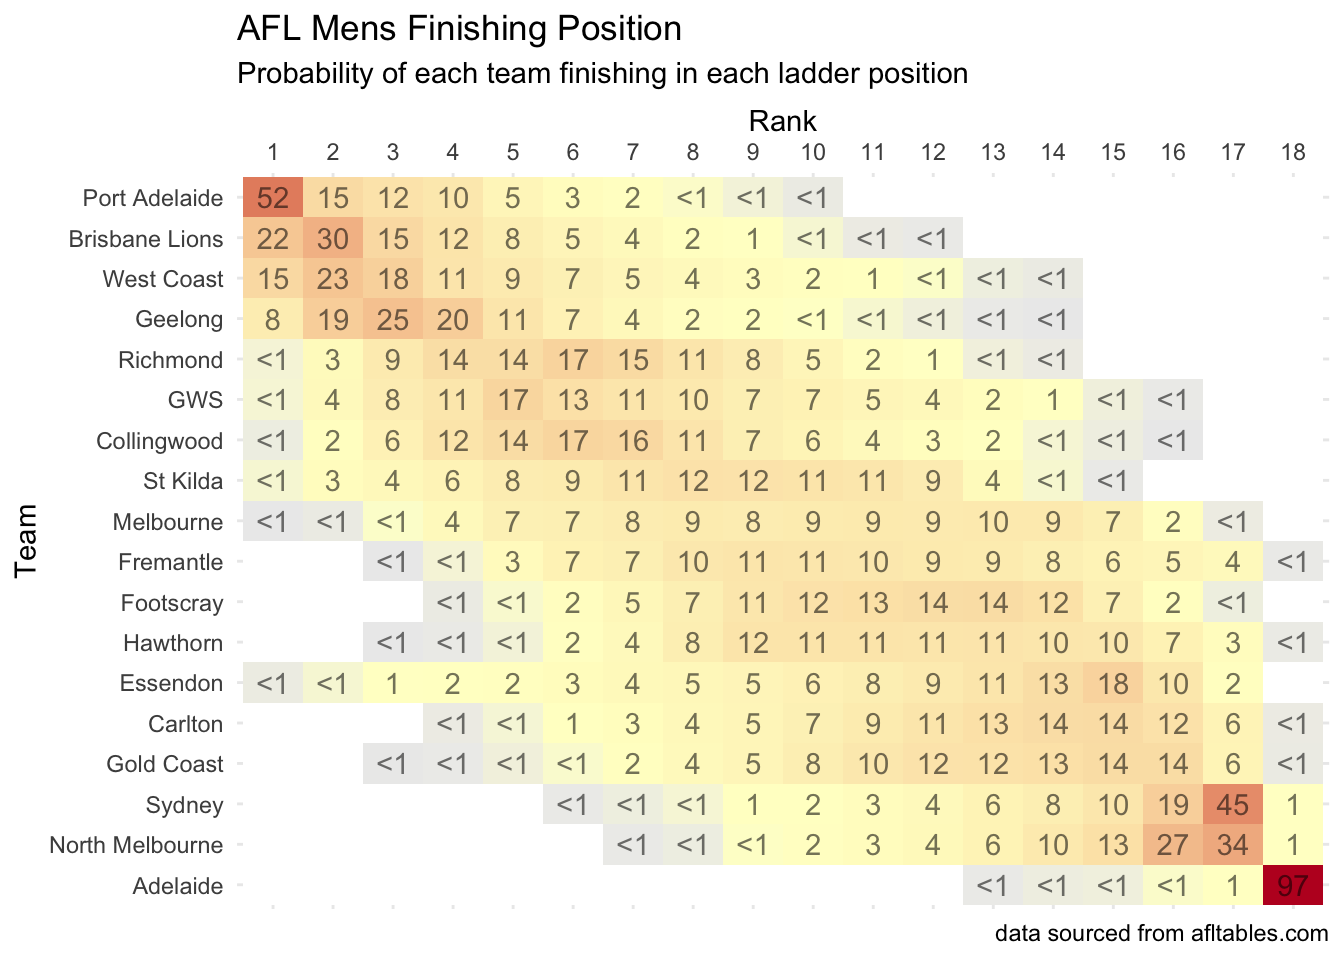 AFL Mens Finishing Position
Probability of each team finishing in each ladder position
Rank
1 2 3 4 5 6 7 8 9 10 11 12 13 14 15 16 17 18
Team
Port Adelaide 52 15 12 10 5 3 2 <1 <1 <1
Brisbane Lions 22 30 15 12 8 5 4 2 1 <1 <1 <1
West Coast 15 23 18 11 9 7 5 4 3 2 1 <1 <1 <1
Geelong 8 19 25 20 11 7 4 2 2 <1 <1 <1 <1 <1
Richmond <1 3 9 14 14 17 15 11 8 5 2 1 <1 <1
GWS <1 4 8 11 17 13 11 10 7 7 5 4 2 1 <1 <1
Collingwood <1 2 6 12 14 17 16 11 7 6 4 3 2 <1 <1 <1
St Kilda <1 3 4 6 8 9 11 12 12 11 11 9 4 <1 <1
Melbourne <1 <1 <1 4 7 7 8 9 8 9 9 9 10 9 7 2 <1
Fremantle <1 <1 3 7 7 10 11 11 10 9 9 8 6 5 4 <1
Footscray <1 <1 2 5 7 11 12 13 14 14 12 7 2 <1
Hawthorn <1 <1 <1 2 4 8 12 11 11 11 11 10 10 7 3 <1
Essendon <1 <1 1 2 2 3 4 5 5 6 8 9 11 13 18 10 2
Carlton <1 <1 1 3 4 5 7 9 11 13 14 14 12 6 <1
Gold Coast <1 <1 <1 <1 2 4 5 8 10 12 12 13 14 14 6 <1
Sydney <1 <1 <1 1 2 3 4 6 8 10 19 45 1
North Melbourne <1 <1 <1 2 3 4 6 10 13 27 34 1
Adelaide <1 <1 <1 <1 1 97
data sourced from afltables.com